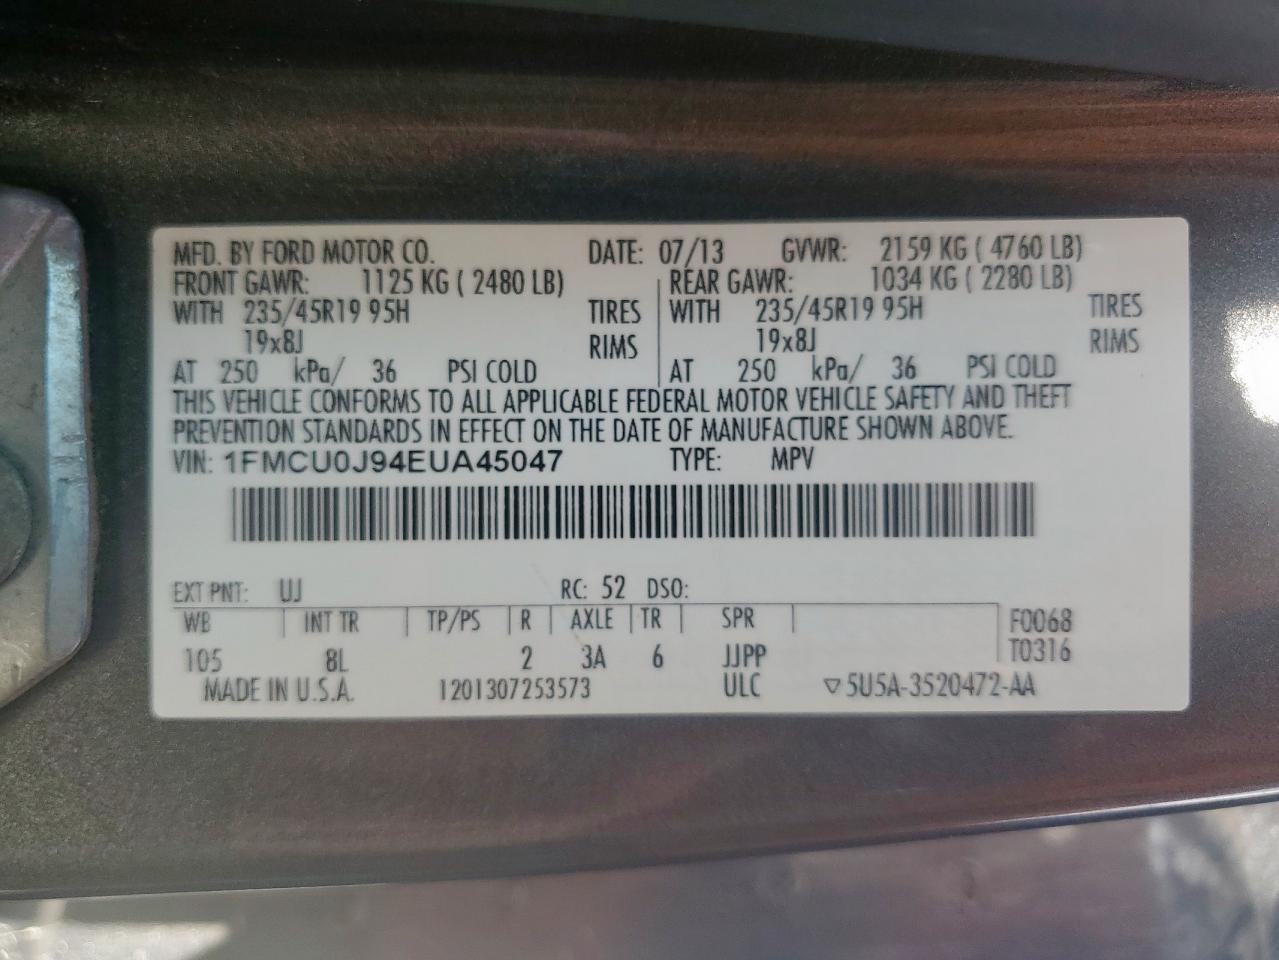 MFD. BY FORD MOTOR CO. DATE: 07/13 GVWR: 2159 KG ( 4760 LB)
FRONT GAWR: 1125 KG ( 2480 LB) REAR GAWR: 1034 KG ( 2280 LB)
WITH 235/45R19 95H TIRES WITH 235/45R19 95H TIRES
19x8J RIMS 19x8J RIMS
AT 250 kPa/ 36 PSI COLD AT 250 kPa/ 36 PSI COLD
THIS VEHICLE CONFORMS TO ALL APPLICABLE FEDERAL MOTOR VEHICLE SAFETY AND THEFT
PREVENTION STANDARDS IN EFFECT ON THE DATE OF MANUFACTURE SHOWN ABOVE.
VIN: 1FMCU0J94EUA45047 TYPE: MPV
EXT PNT: UJ RC: 52 DSO:
WB INT TR TP/PS R AXLE TR SPR F0068
105 8L 2 3A 6 JJPP T0316
MADE IN U.S.A. 1201307253573 ULC ▽5U5A-3520472-AA